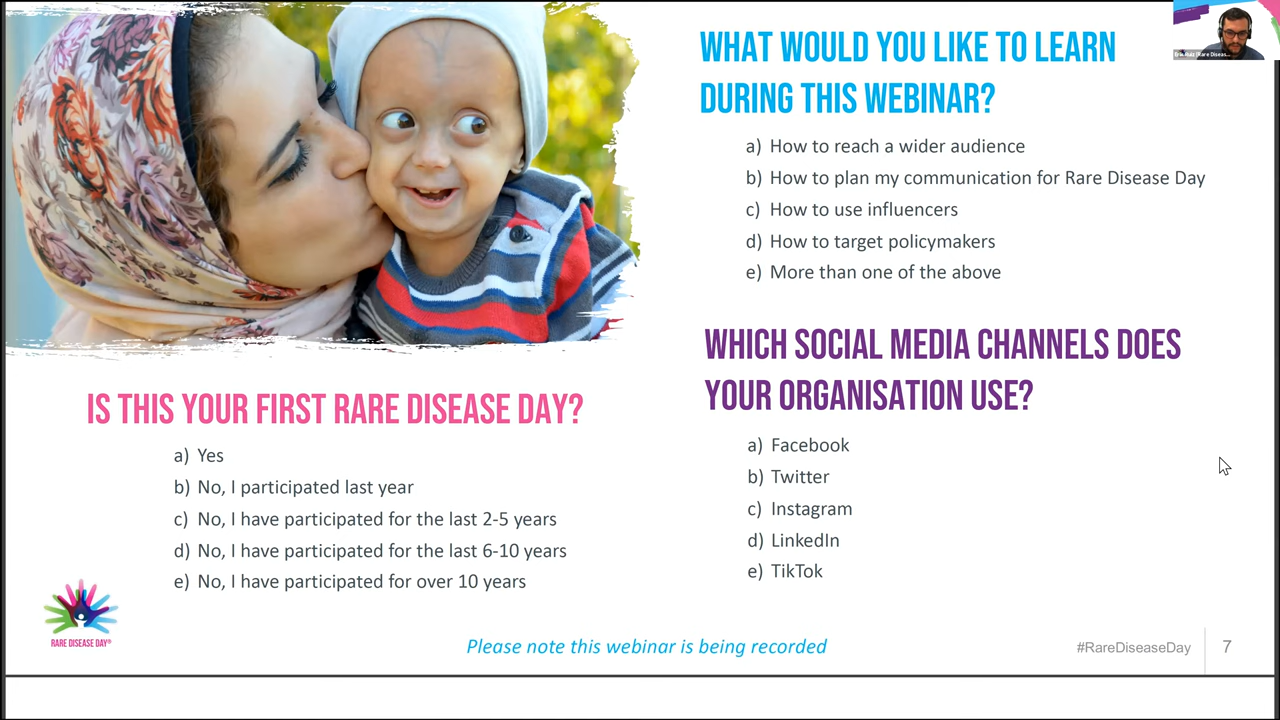 WHAT WOULD YOU LIKE TO LEARN
DURING THIS WEBINAR?
a) How to reach a wider audience
b) How to plan my communication for Rare Disease Day
c) How to use influencers
d) How to target policymakers
e) More than one of the above
IS THIS YOUR FIRST RARE DISEASE DAY?
a) Yes
b) No, I participated last year
c) No, I have participated for the last 2-5 years
d) No, I have participated for the last 6-10 years
e) No, I have participated for over 10 years
WHICH SOCIAL MEDIA CHANNELS DOES
YOUR ORGANISATION USE?
a) Facebook
b) Twitter
c) Instagram
d) LinkedIn
e) TikTok
RARE DISEASE DAY®
Please note this webinar is being recorded
#RareDiseaseDay
7